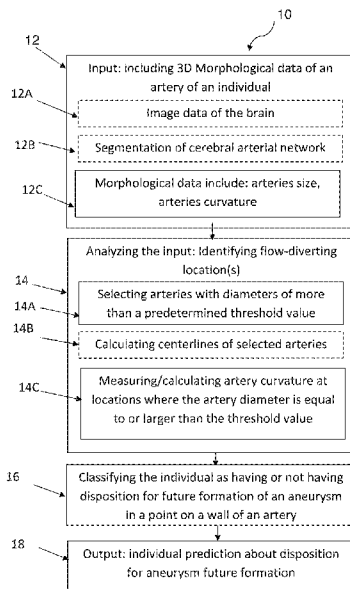 10
12
Input: including 3D Morphological data of an
artery of an individual
12A
Image data of the brain
12B
Segmentation of cerebral arterial network
12C
Morphological data include: arteries size,
arteries curvature
Analyzing the input: Identifying flow-diverting
location(s)
14
14A
Selecting arteries with diameters of more
than a predetermined threshold value
14B
Calculating centerlines of selected arteries
14C
Measuring/calculating artery curvature at
locations where the artery diameter is equal
to or larger than the threshold value
16
Classifying the individual as having or not having
disposition for future formation of an aneurysm
in a point on a wall of an artery
18
Output: individual prediction about disposition
for aneurysm future formation